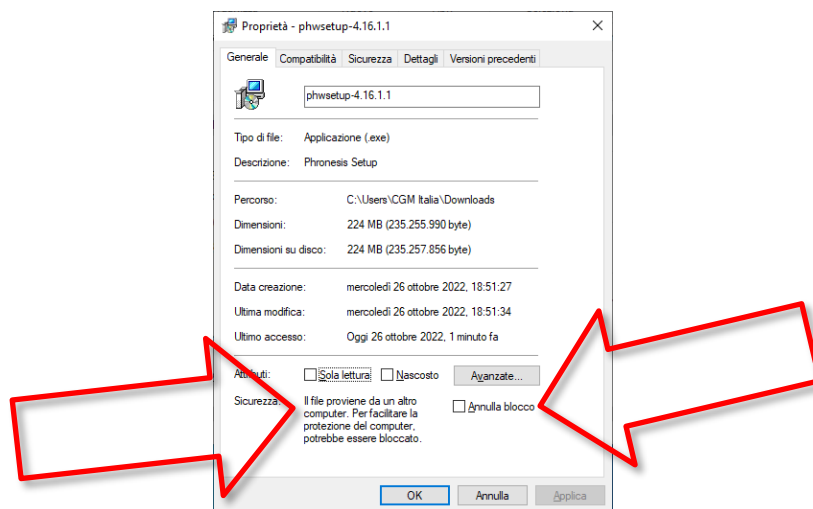 Proprietà - phwsetup-4.16.1.1
Generale Compatibilità Sicurezza Dettagli Versioni precedenti
phwsetup-4.16.1.1
Tipo di file: Applicazione (.exe)
Descrizione: Phronesis Setup
Percorso: C:\Users\CGM Italia\Downloads
Dimensioni: 224 MB (235.255.990 byte)
Dimensioni su disco: 224 MB (235.257.856 byte)
Data creazione: mercoledì 26 ottobre 2022, 18:51:27
Ultima modifica: mercoledì 26 ottobre 2022, 18:51:34
Ultimo accesso: Oggi 26 ottobre 2022, 1 minuto fa
Attributi: Sola lettura Nascosto Avanzate...
Sicurezza: Il file proviene da un altro
computer. Per facilitare la
protezione del computer,
potrebbe essere bloccato.
Annulla blocco
OK Annulla Applica